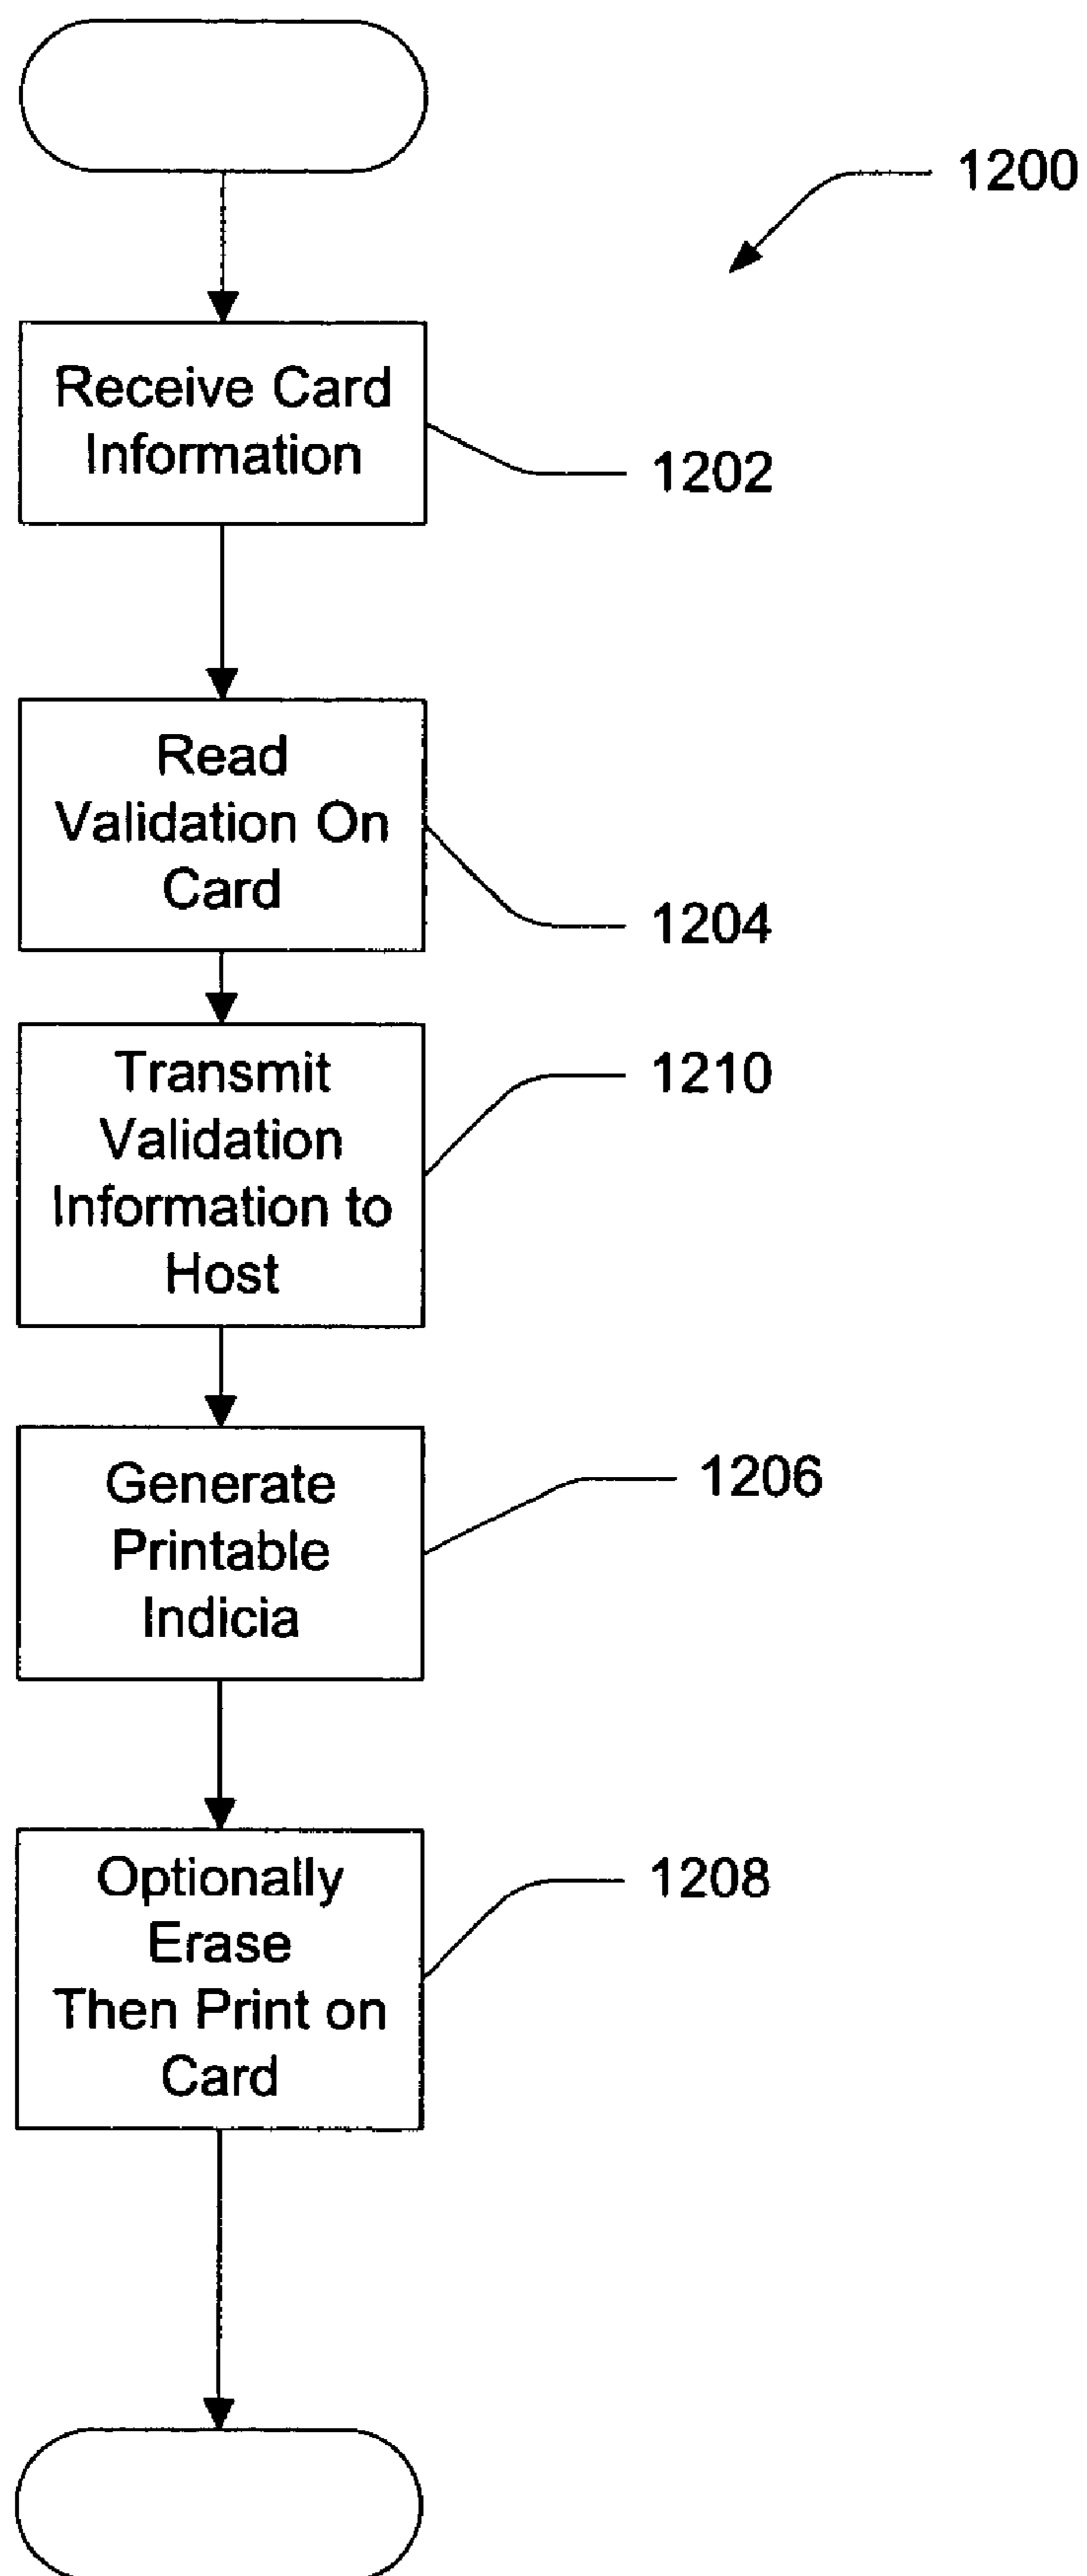 1200
Receive Card
Information
1202
Read
Validation On
Card
1204
Transmit
Validation
Information to
Host
1210
Generate
Printable
Indicia
1206
Optionally
Erase
Then Print on
Card
1208